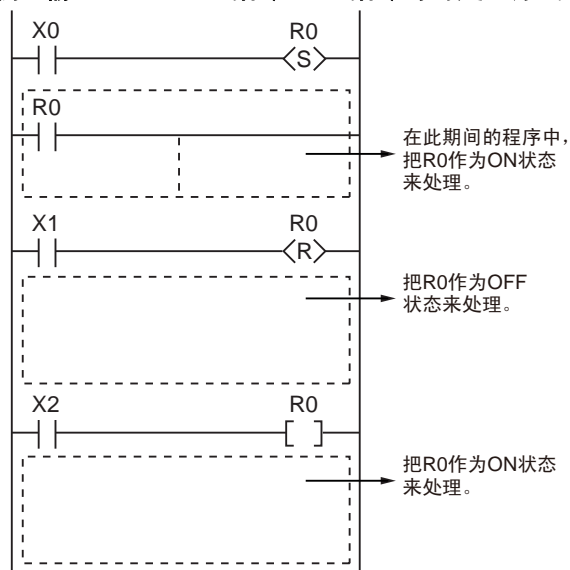 X0 R0
S
R0
在此期间的程序中,
把R0作为ON状态
来处理。
X1 R0
R
把R0作为OFF
状态来处理。
X2 R0
把R0作为ON状态
来处理。